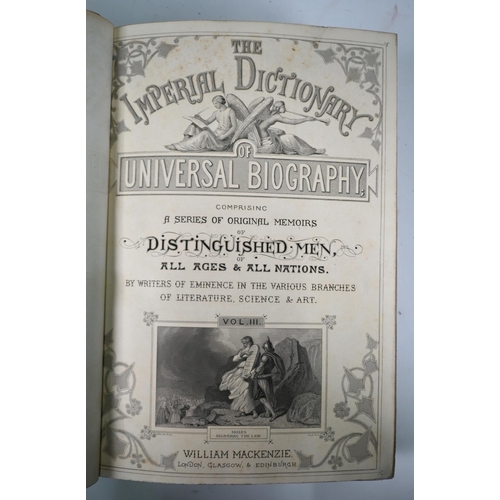 THE
IMPERIAL DICTIONARY
OF
UNIVERSAL BIOGRAPHY,
COMPRISING
A SERIES OF ORIGINAL MEMOIRS
OF
DISTINGUISHED MEN,
OF
ALL AGES & ALL NATIONS.
BY WRITERS OF EMINENCE IN THE VARIOUS BRANCHES
OF LITERATURE, SCIENCE & ART.
VOL. III.
MOSES
RECEIVING THE LAW
WILLIAM MACKENZIE.
LONDON, GLASGOW, & EDINBURGH.